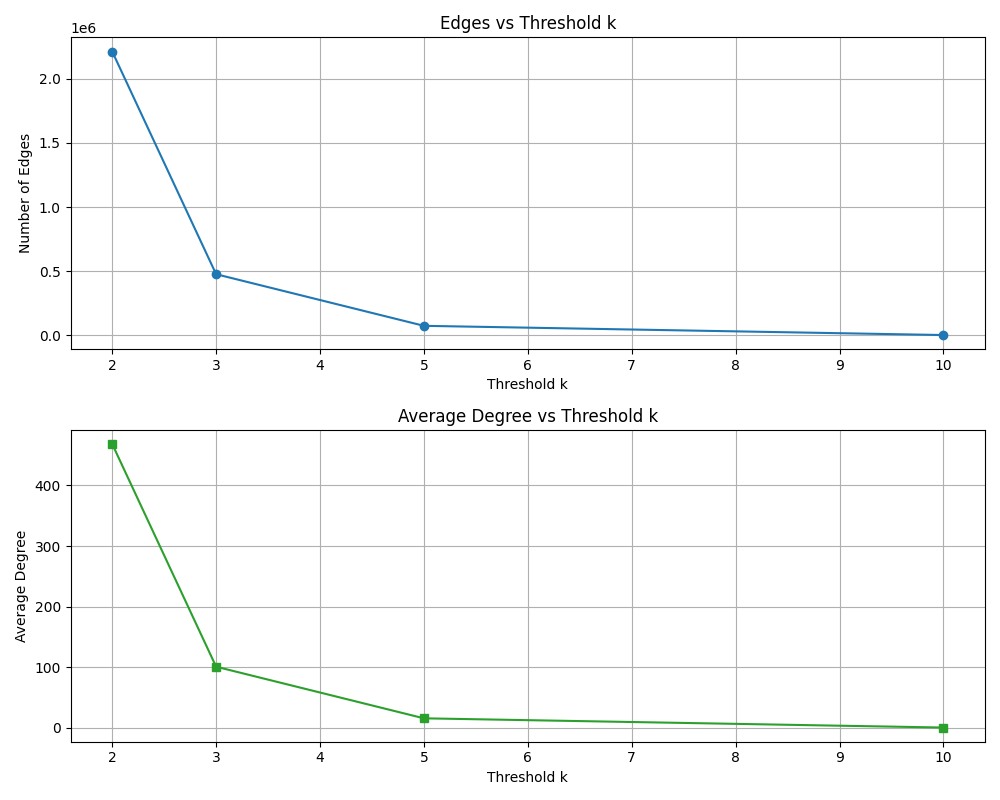 Edges vs Threshold k
1e6
2.0
1.5
1.0
0.5
0.0
Number of Edges
2 3 4 5 6 7 8 9 10
Threshold k
Average Degree vs Threshold k
400
300
200
100
0
Average Degree
2 3 4 5 6 7 8 9 10
Threshold k